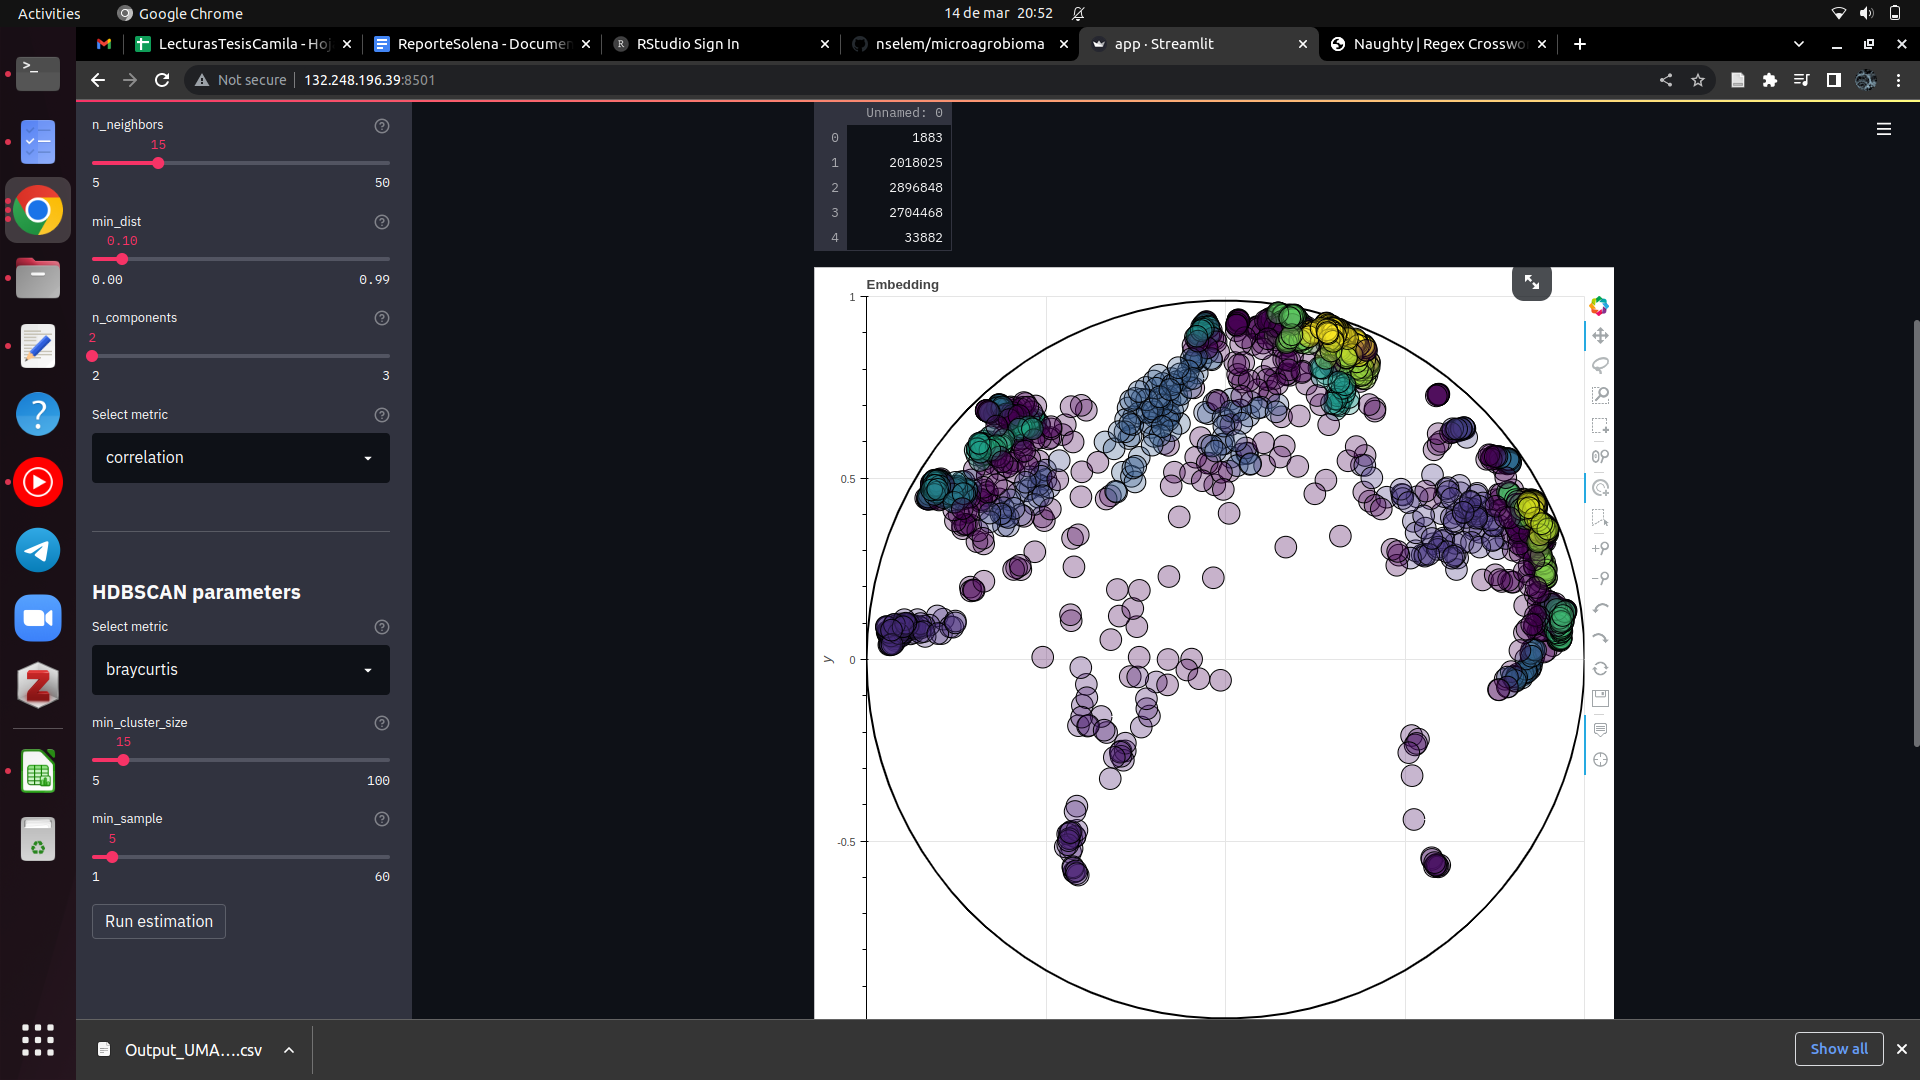 Activities
Google Chrome
14 de mar 20:52
LecturasTesisCamila - Hoj
ReporteSolena - Documen
RStudio Sign In
nselem/microagrobioma
app · Streamlit
Naughty | Regex Crosswo
Not secure
132.248.196.39:8501
n_neighbors
15
5 50
min_dist
0.10
0.00 0.99
n_components
2
2 3
Select metric
correlation
HDBSCAN parameters
Select metric
braycurtis
min_cluster_size
15
5 100
min_sample
5
1 60
Run estimation
Unnamed: 0
0 1883
1 2018025
2 2896848
3 2704468
4 33882
Embedding
1
0.5
0
-0.5
y
Output_UMA....csv
Show all